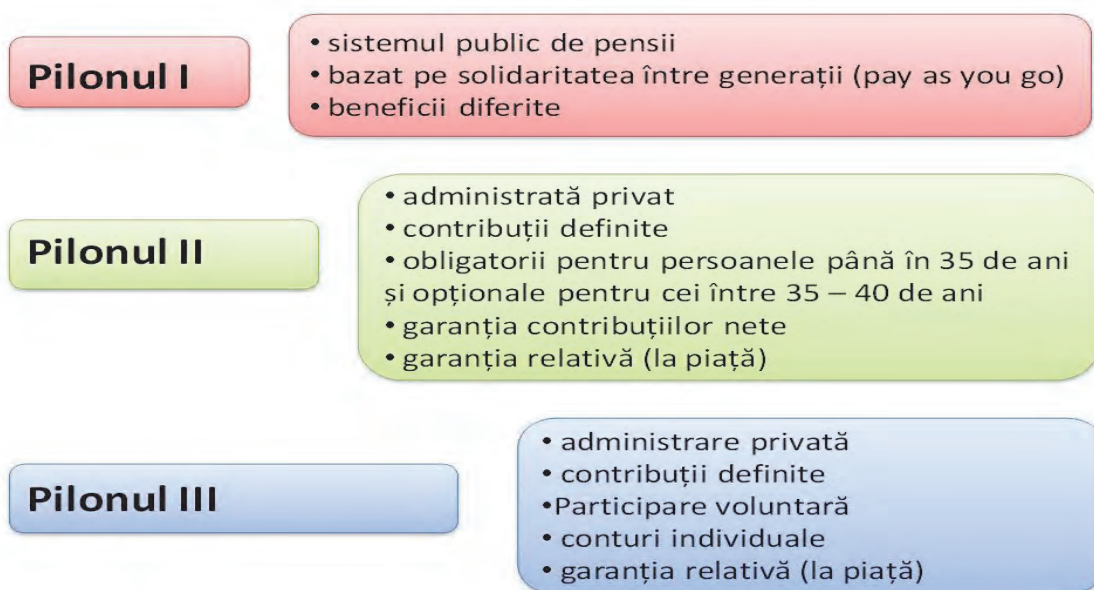 Pilonul I
• sistemul public de pensii
• bazat pe solidaritatea între generații (pay as you go)
• beneficii diferite
Pilonul II
• administrată privat
• contribuții definite
• obligatorii pentru persoanele până în 35 de ani
și opționale pentru cei între 35 – 40 de ani
• garanția contribuțiilor nete
• garanția relativă (la piață)
Pilonul III
• administrare privată
• contribuții definite
•Participare voluntară
• conturi individuale
• garanția relativă (la piață)